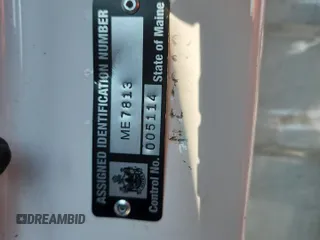 ASSIGNED IDENTIFICATION NUMBER
ME7813
005114
Control No.
State of Maine
DREAMBID